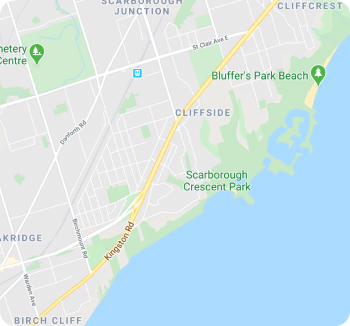 SCARBOROUGH
JUNCTION
CLIFFCREST
St Clair Ave E
Centre
Bluffer's Park Beach
CLIFFSIDE
Danforth Rd
Scarborough
Crescent Park
Birchmount Rd
Kingston Rd
Warden Ave
BIRCH CLIFF